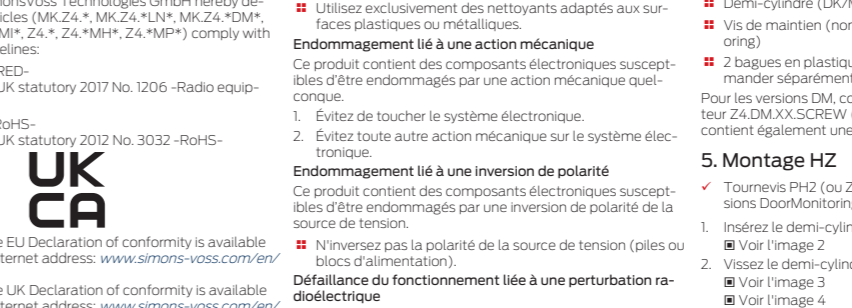 onsVoss Technologies GmbH hereby de-
icles (MK.Z4.*, MK.Z4.*LN*, MK.Z4.*DM*,
MI*, Z4.*, Z4.*MH*, Z4.*MP*) comply with
elines:
RED-
UK statutory 2017 No. 1206 -Radio equip-
RoHS-
UK statutory 2012 No. 3032 -RoHS-
UK
CA
e EU Declaration of conformity is available
ternet address: www.simons-voss.com/en/
e UK Declaration of conformity is available
ternet address: www.simons-voss.com/en/
Utilisez exclusivement des nettoyants adaptés aux sur-
faces plastiques ou métalliques.
Endommagement lié à une action mécanique
Ce produit contient des composants électroniques suscept-
ibles d'être endommagés par une action mécanique quel-
conque.
1. Évitez de toucher le système électronique.
2. Évitez toute autre action mécanique sur le système élec-
tronique.
Endommagement lié à une inversion de polarité
Ce produit contient des composants électroniques suscept-
ibles d'être endommagés par une inversion de polarité de la
source de tension.
N'inversez pas la polarité de la source de tension (piles ou
blocs d'alimentation).
Défaillance du fonctionnement liée à une perturbation ra-
dioélectrique
Demi-cylindre (DK/M
Vis de maintien (nor
oring)
2 bagues en plastiqu
mander séparément
Pour les versions DM, co
teur Z4.DM.XX.SCREW (
contient également une
5. Montage HZ
✓ Tournevis PH2 (ou Z
sions DoorMonitoring
1. Insérez le demi-cylin
Voir l'image 2
2. Vissez le demi-cylind
Voir l'image 3
Voir l'image 4